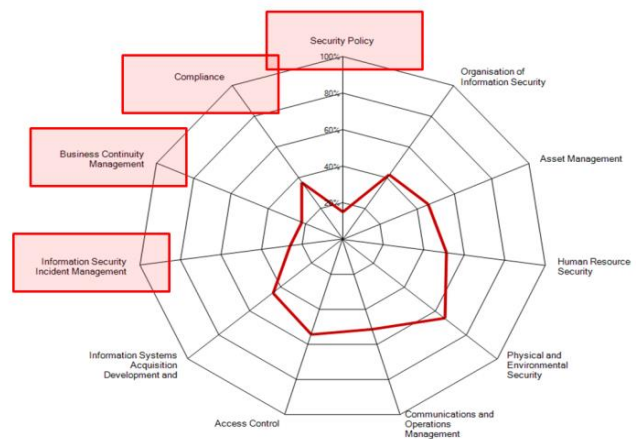 Security Policy
100%
Compliance
Organisation of
Information Security
80%
60%
Business Continuity
Management
Asset Management
40%
20%
Information Security
Incident Management
Human Resource
Security
Information Systems
Acquisition
Development and
Physical and
Environmental
Security
Access Control
Communications and
Operations
Management